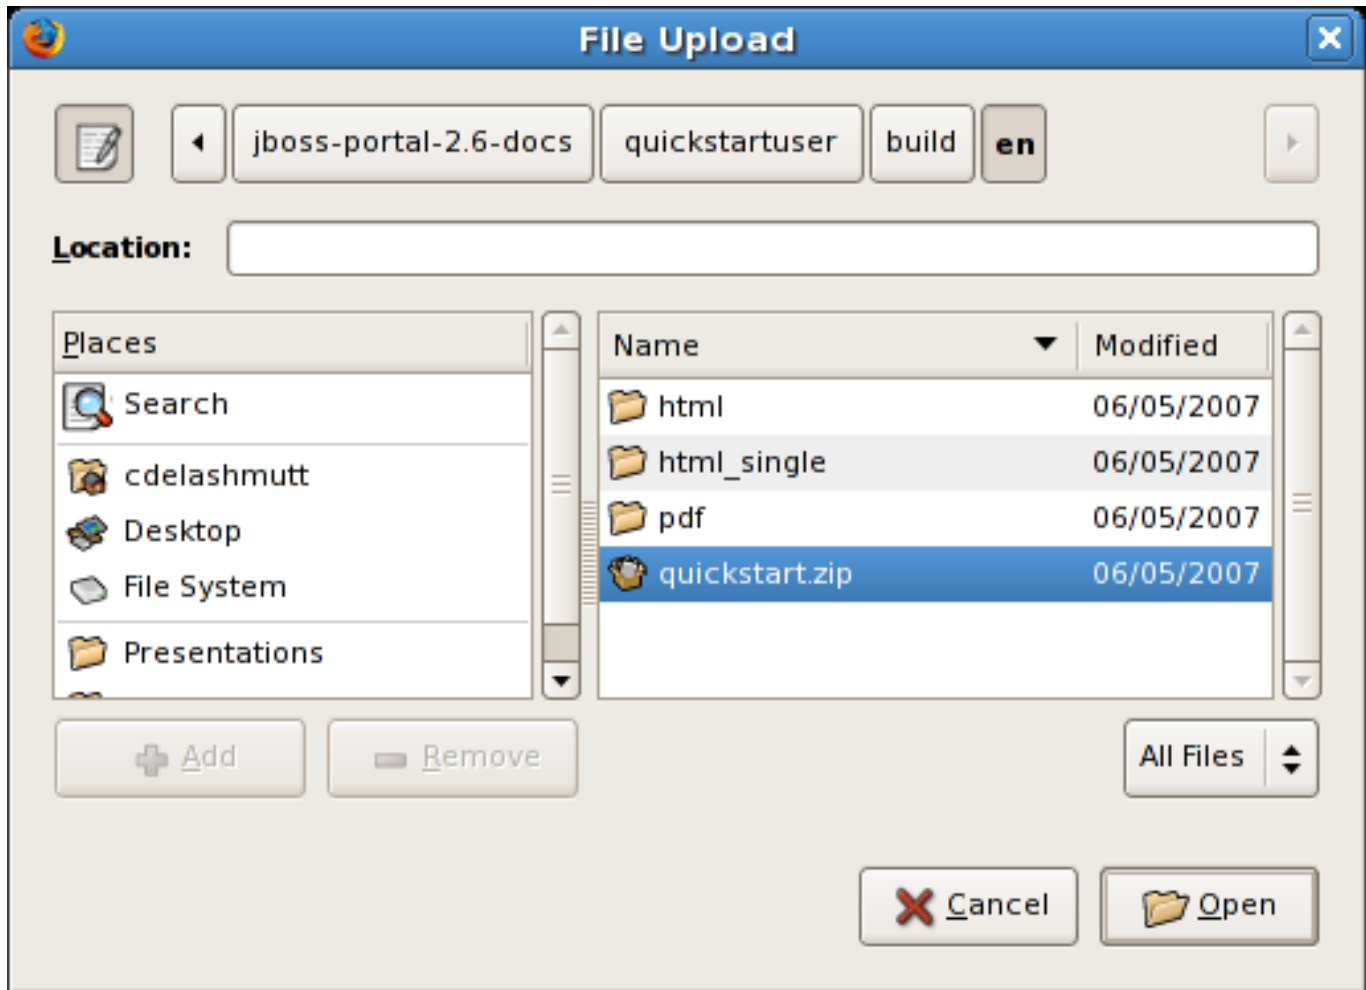 File Upload
jboss-portal-2.6-docs quickstartuser build en
Location:
Places
Search
cdelashmutt
Desktop
File System
Presentations
Name Modified
html 06/05/2007
html_single 06/05/2007
pdf 06/05/2007
quickstart.zip 06/05/2007
Add Remove
All Files
Cancel Open